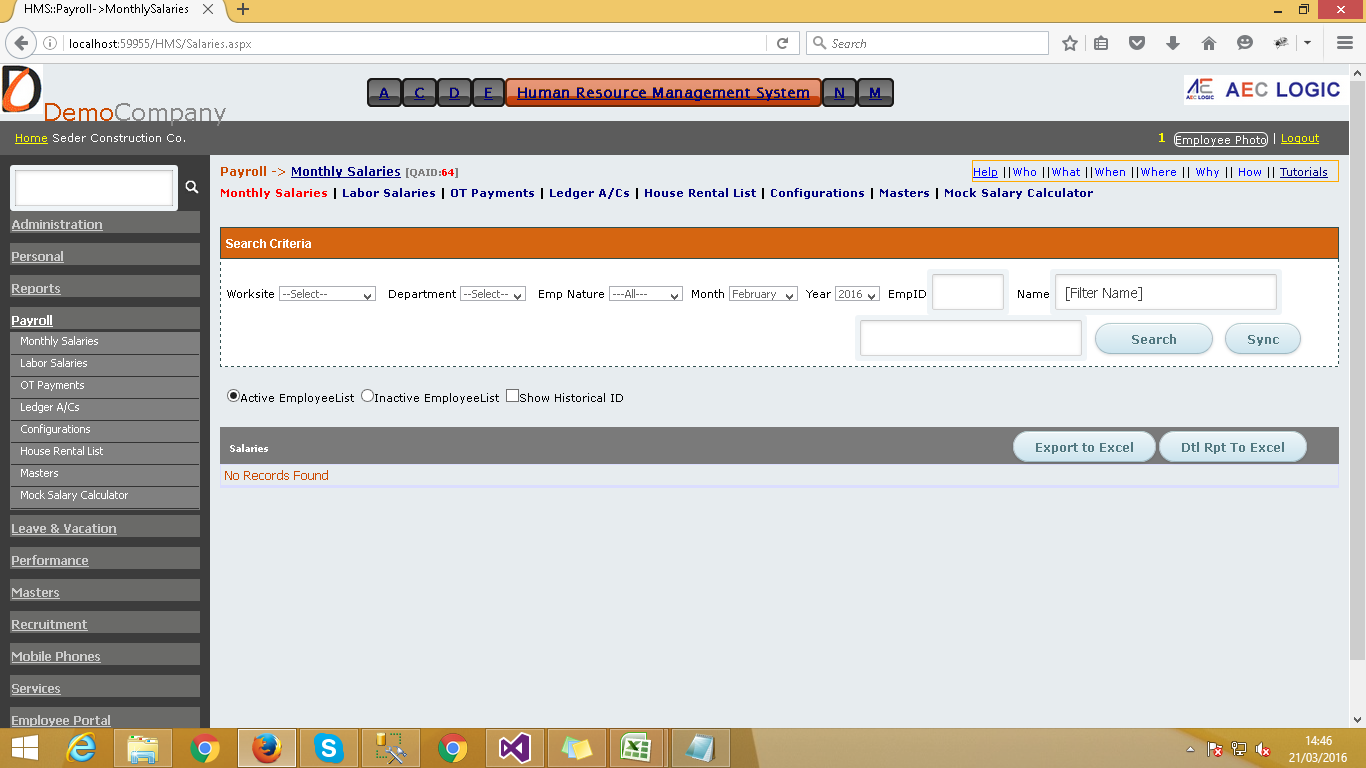 HMS::Payroll->MonthlySalaries
localhost:59955/HMS/Salaries.aspx
Search
DemoCompany
A C D E Human Resource Management System N M
AEC LOGIC AEC LOGIC
Home Seder Construction Co.
1 Employee Photo | Logout
Payroll -> Monthly Salaries [QAID:64]
Help ||Who ||What ||When ||Where || Why || How || Tutorials
Monthly Salaries | Labor Salaries | OT Payments | Ledger A/Cs | House Rental List | Configurations | Masters | Mock Salary Calculator
Administration
Personal
Reports
Payroll
Monthly Salaries
Labor Salaries
OT Payments
Ledger A/Cs
Configurations
House Rental List
Masters
Mock Salary Calculator
Leave & Vacation
Performance
Masters
Recruitment
Mobile Phones
Services
Employee Portal
Search Criteria
Worksite --Select-- Department --Select-- Emp Nature ---All--- Month February Year 2016 EmpID Name [Filter Name]
Search Sync
Active EmployeeList Inactive EmployeeList Show Historical ID
Salaries Export to Excel Dtl Rpt To Excel
No Records Found
14:46
21/03/2016